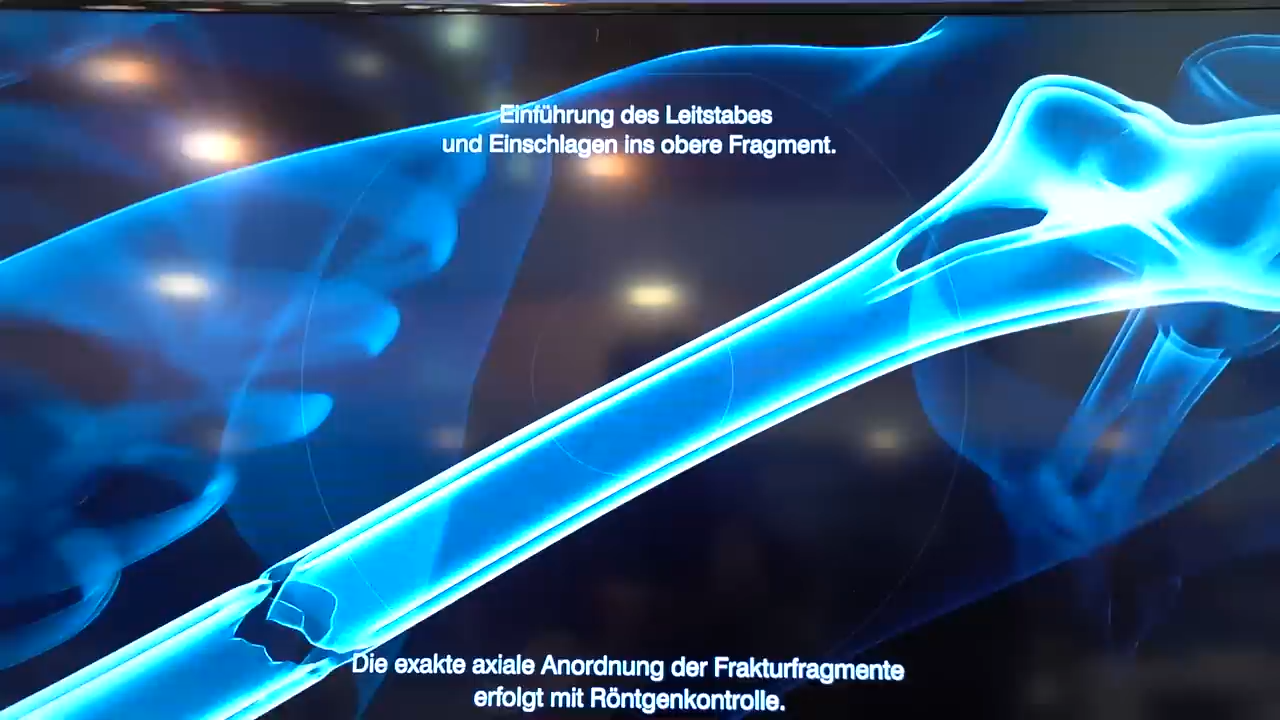 Einführung des Leitstabes
und Einschlagen ins obere Fragment.
Die exakte axiale Anordnung der Frakturfragmente
erfolgt mit Röntgenkontrolle.